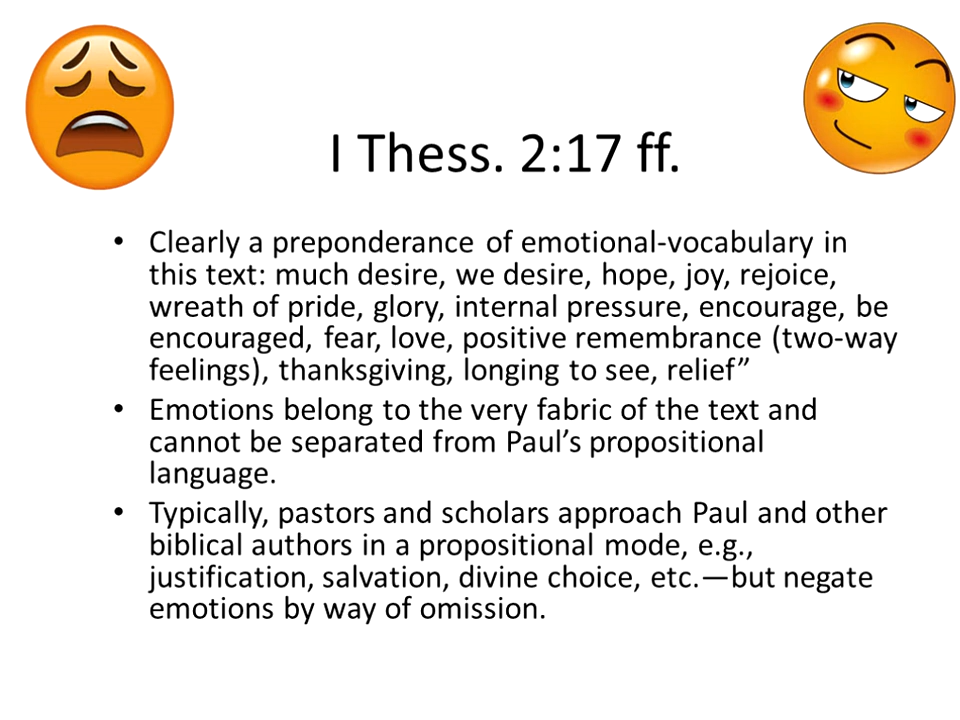 I Thess. 2:17 ff.
• Clearly a preponderance of emotional-vocabulary in
this text: much desire, we desire, hope, joy, rejoice,
wreath of pride, glory, internal pressure, encourage, be
encouraged, fear, love, positive remembrance (two-way
feelings), thanksgiving, longing to see, relief”
• Emotions belong to the very fabric of the text and
cannot be separated from Paul’s propositional
language.
• Typically, pastors and scholars approach Paul and other
biblical authors in a propositional mode, e.g.,
justification, salvation, divine choice, etc.—but negate
emotions by way of omission.